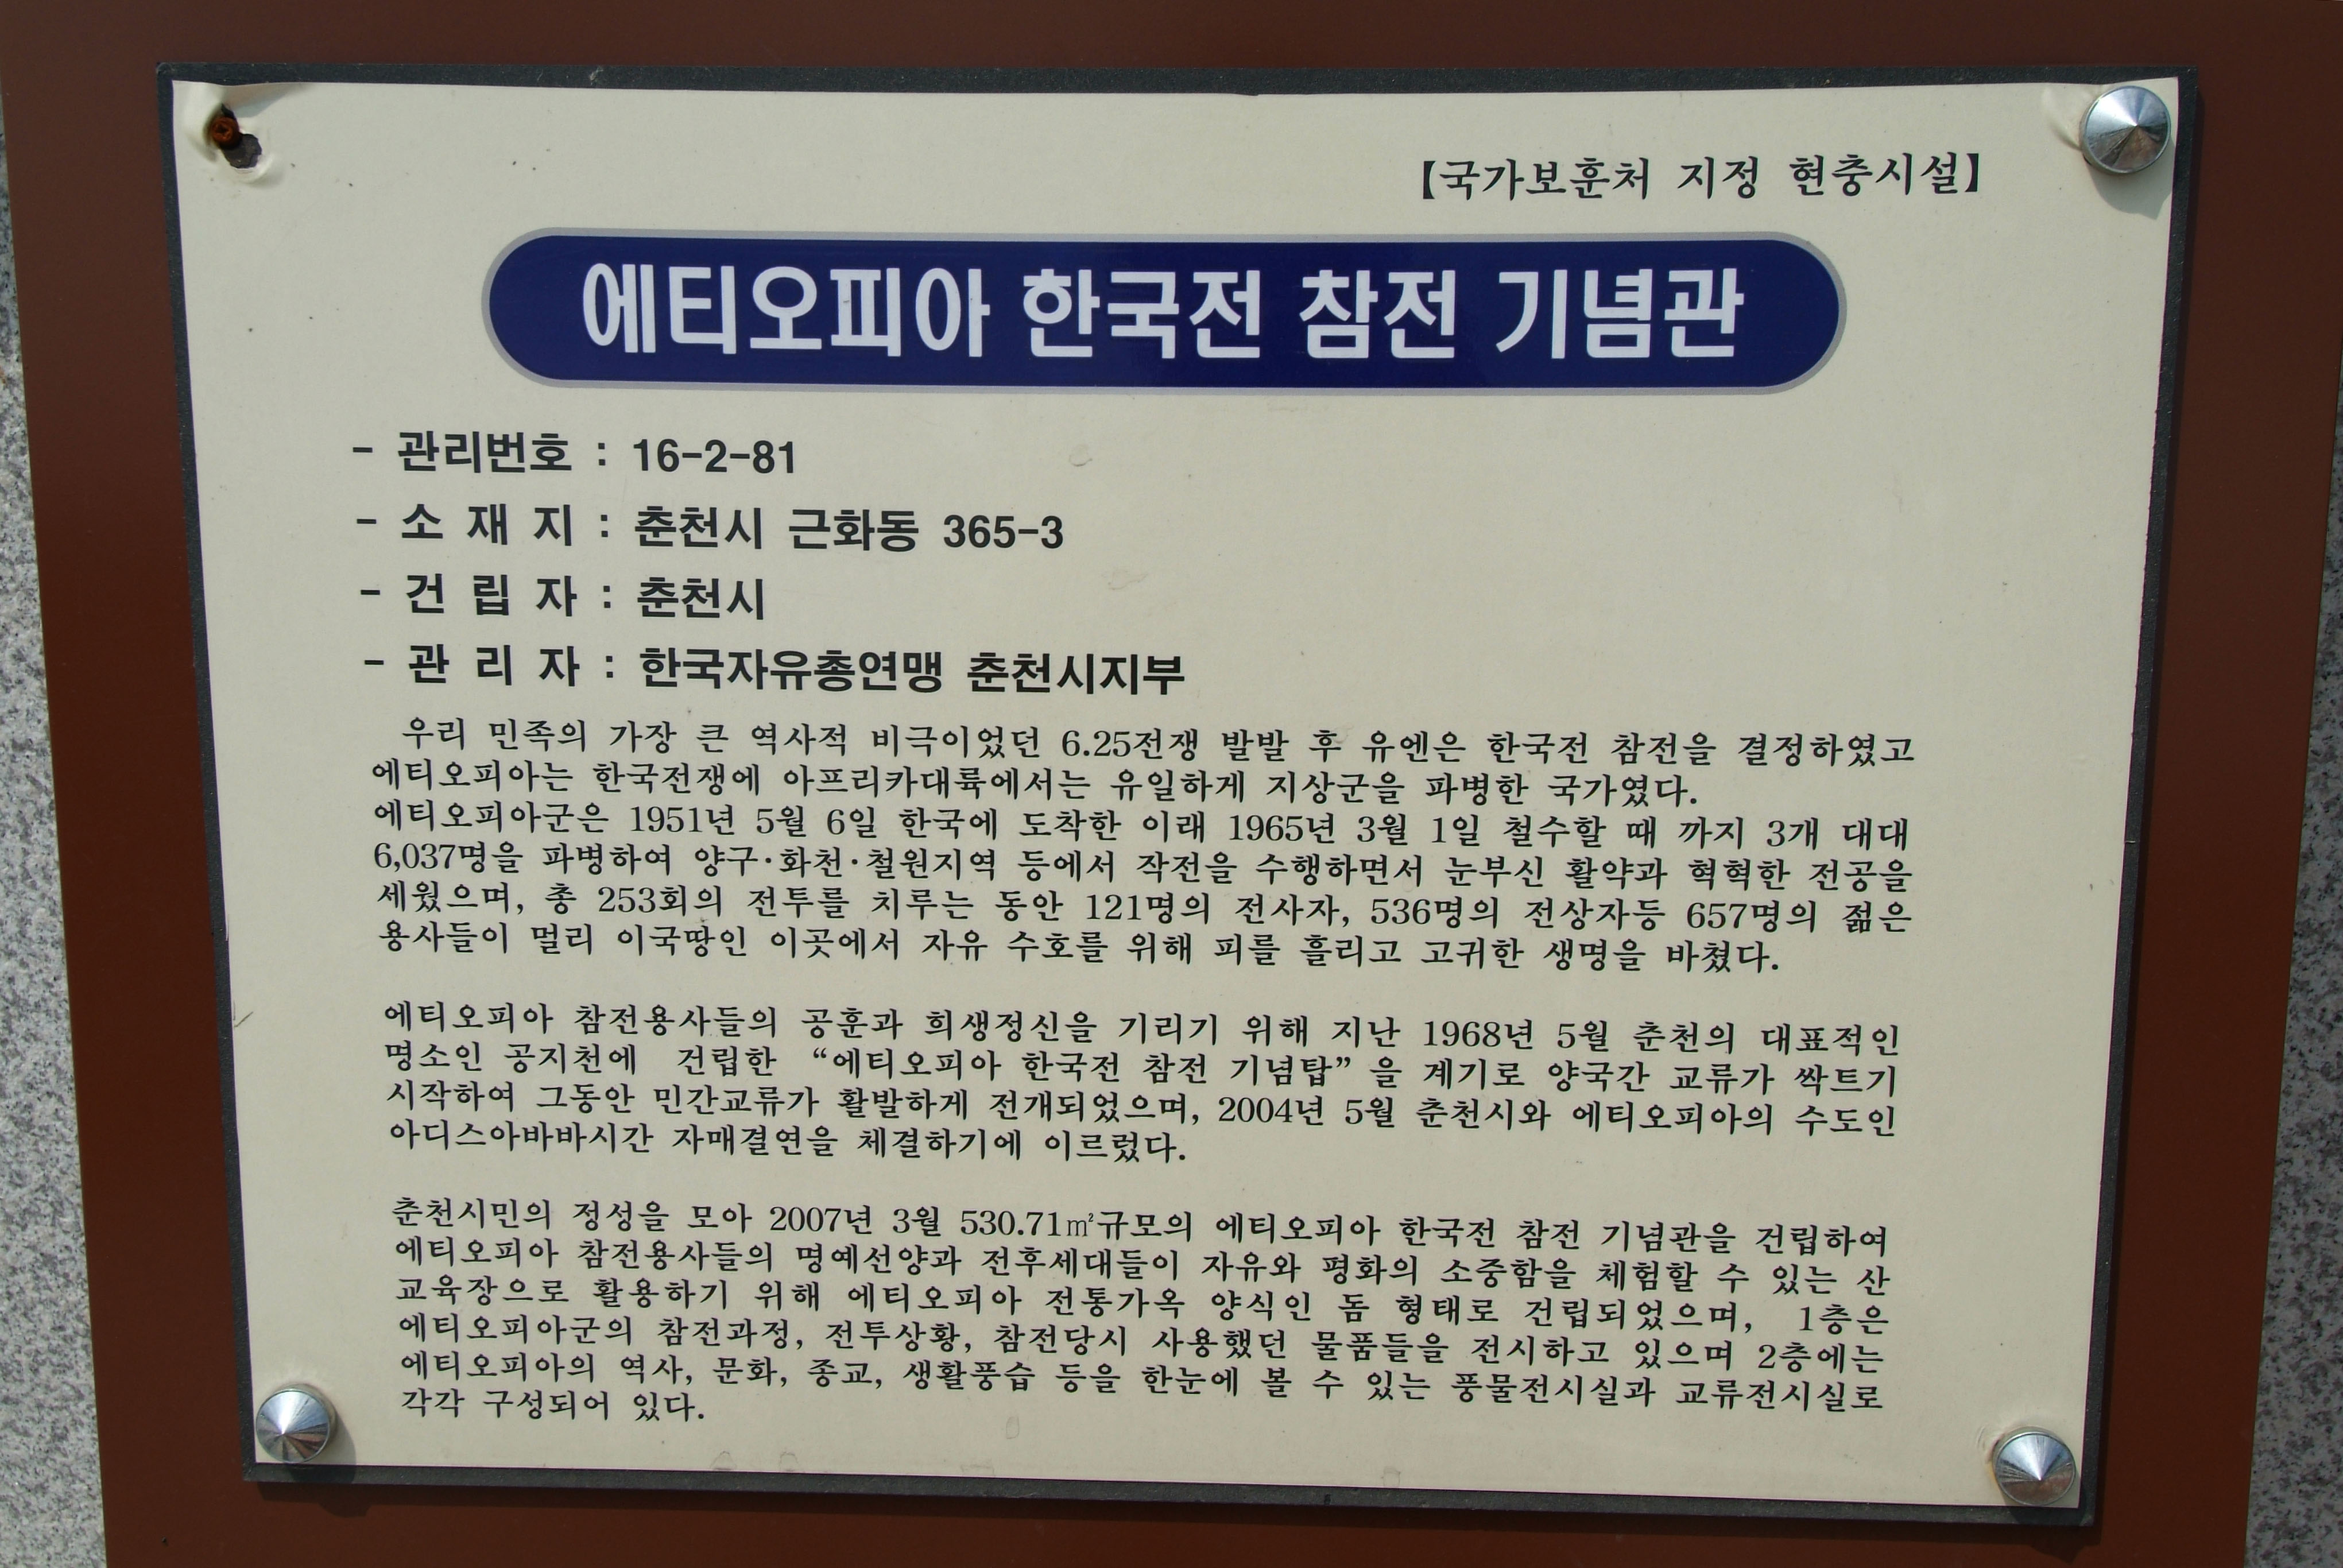 【국가보훈처 지정 현충시설】
에티오피아 한국전 참전 기념관
- 관리번호 : 16-2-81
- 소 재 지 : 춘천시 근화동 365-3
- 건 립 자 : 춘천시
- 관 리 자 : 한국자유총연맹 춘천시지부
우리 민족의 가장 큰 역사적 비극이었던 6.25전쟁 발발 후 유엔은 한국전 참전을 결정하였고
에티오피아는 한국전쟁에 아프리카대륙에서는 유일하게 지상군을 파병한 국가였다.
에티오피아군은 1951년 5월 6일 한국에 도착한 이래 1965년 3월 1일 철수할 때 까지 3개 대대
6,037명을 파병하여 양구·화천·철원지역 등에서 작전을 수행하면서 눈부신 활약과 혁혁한 전공을
세웠으며, 총 253회의 전투를 치루는 동안 121명의 전사자, 536명의 전상자등 657명의 젊은
용사들이 멀리 이국땅인 이곳에서 자유 수호를 위해 피를 흘리고 고귀한 생명을 바쳤다.
에티오피아 참전용사들의 공훈과 희생정신을 기리기 위해 지난 1968년 5월 춘천의 대표적인
명소인 공지천에 건립한 “에티오피아 한국전 참전 기념탑” 을 계기로 양국간 교류가 싹트기
시작하여 그동안 민간교류가 활발하게 전개되었으며, 2004년 5월 춘천시와 에티오피아의 수도인
아디스아바바시간 자매결연을 체결하기에 이르렀다.
춘천시민의 정성을 모아 2007년 3월 530.71㎡규모의 에티오피아 한국전 참전 기념관을 건립하여
에티오피아 참전용사들의 명예선양과 전후세대들이 자유와 평화의 소중함을 체험할 수 있는 산
교육장으로 활용하기 위해 에티오피아 전통가옥 양식인 돔 형태로 건립되었으며, 1층은
에티오피아군의 참전과정, 전투상황, 참전당시 사용했던 물품들을 전시하고 있으며 2층에는
에티오피아의 역사, 문화, 종교, 생활풍습 등을 한눈에 볼 수 있는 풍물전시실과 교류전시실로
각각 구성되어 있다.